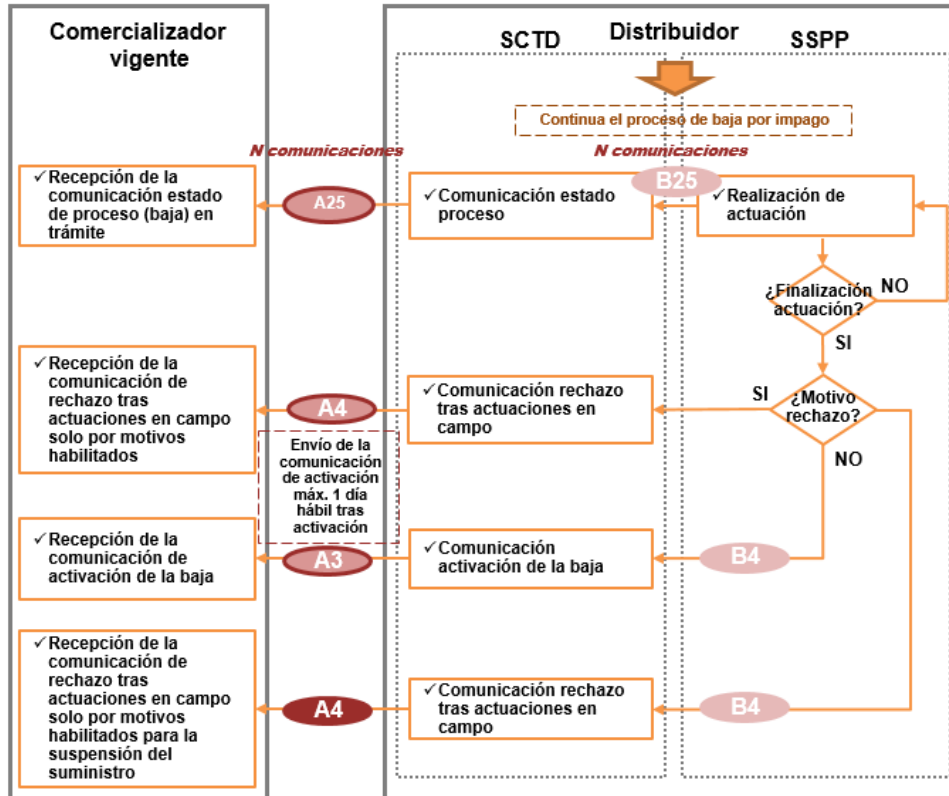 Comercializador
vigente
Distribuidor
SCTD
SSPP
Continua el proceso de baja por impago
N comunicaciones
N comunicaciones
✓Recepción de la
comunicación estado
de proceso (baja) en
trámite
A25
✓Comunicación estado
proceso
B25
✓Realización de
actuación
¿Finalización
actuación?
NO
SI
✓Recepción de la
comunicación de
rechazo tras
actuaciones en campo
solo por motivos
habilitados
A4
✓Comunicación rechazo
tras actuaciones en
campo
SI
¿Motivo
rechazo?
NO
Envío de la
comunicación
de activación
máx. 1 día
hábil tras
activación
✓Recepción de la
comunicación de
activación de la baja
A3
✓Comunicación
activación de la baja
B4
✓Recepción de la
comunicación de
rechazo tras
actuaciones en campo
solo por motivos
habilitados para la
suspensión del
suministro
A4
✓Comunicación rechazo
tras actuaciones en
campo
B4